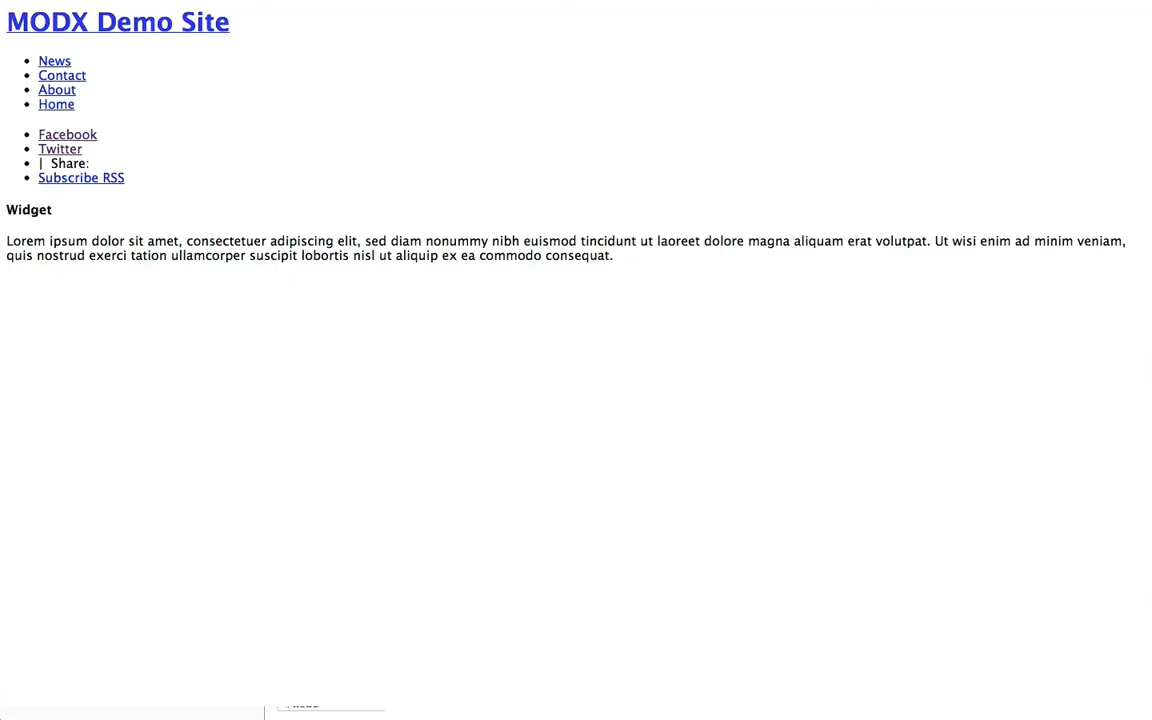 MODX Demo Site
News
Contact
About
Home
Facebook
Twitter
| Share:
Subscribe RSS
Widget
Lorem ipsum dolor sit amet, consectetuer adipiscing elit, sed diam nonummy nibh euismod tincidunt ut laoreet dolore magna aliquam erat volutpat. Ut wisi enim ad minim veniam,
quis nostrud exerci tation ullamcorper suscipit lobortis nisl ut aliquip ex ea commodo consequat.